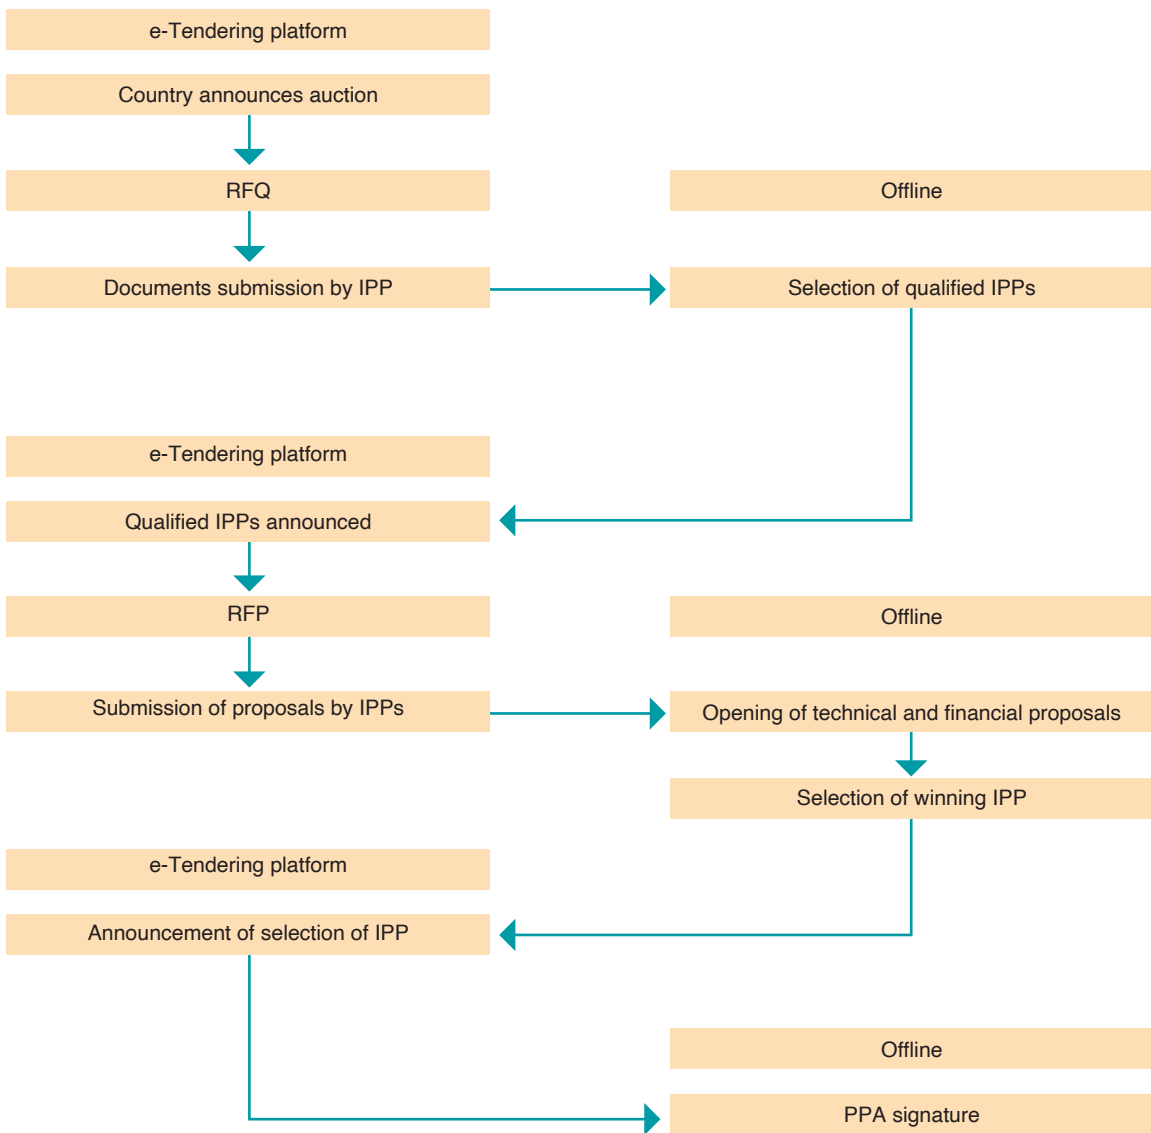 e-Tendering platform
Country announces auction
RFQ
Offline
Documents submission by IPP
Selection of qualified IPPs
e-Tendering platform
Qualified IPPs announced
RFP
Offline
Submission of proposals by IPPs
Opening of technical and financial proposals
Selection of winning IPP
e-Tendering platform
Announcement of selection of IPP
Offline
PPA signature